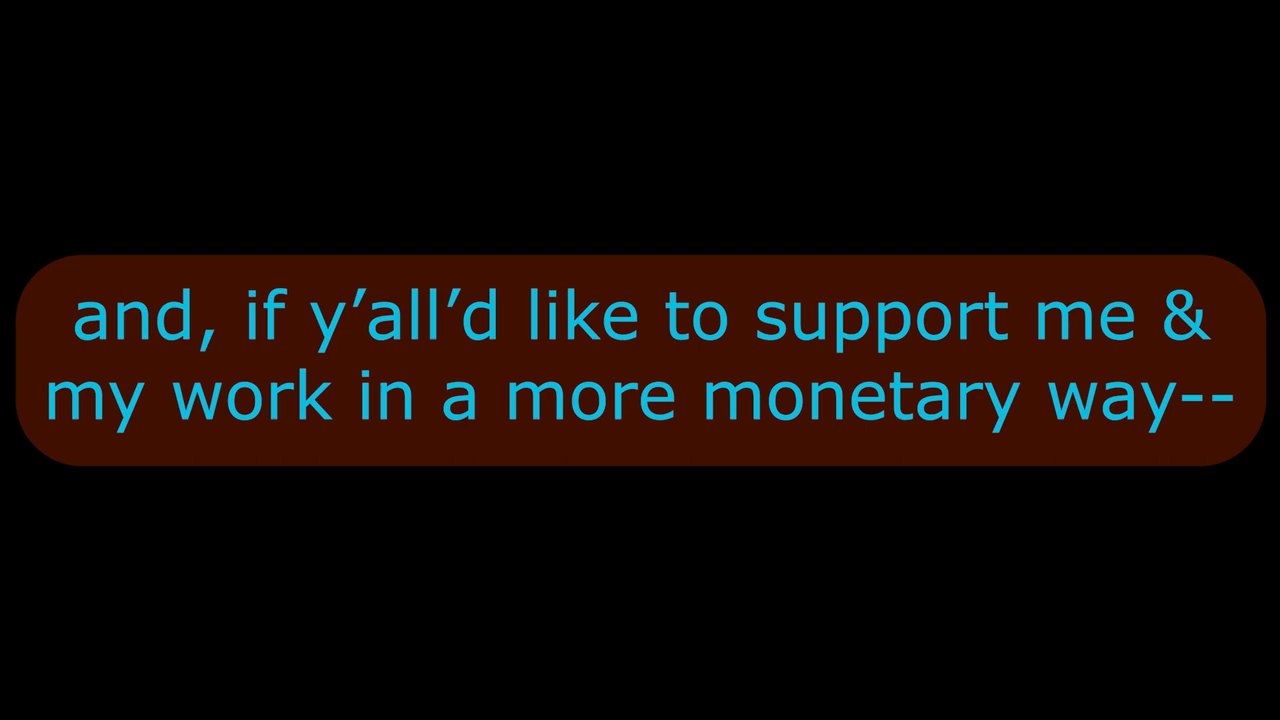 and, if y’all’d like to support me &
my work in a more monetary way--